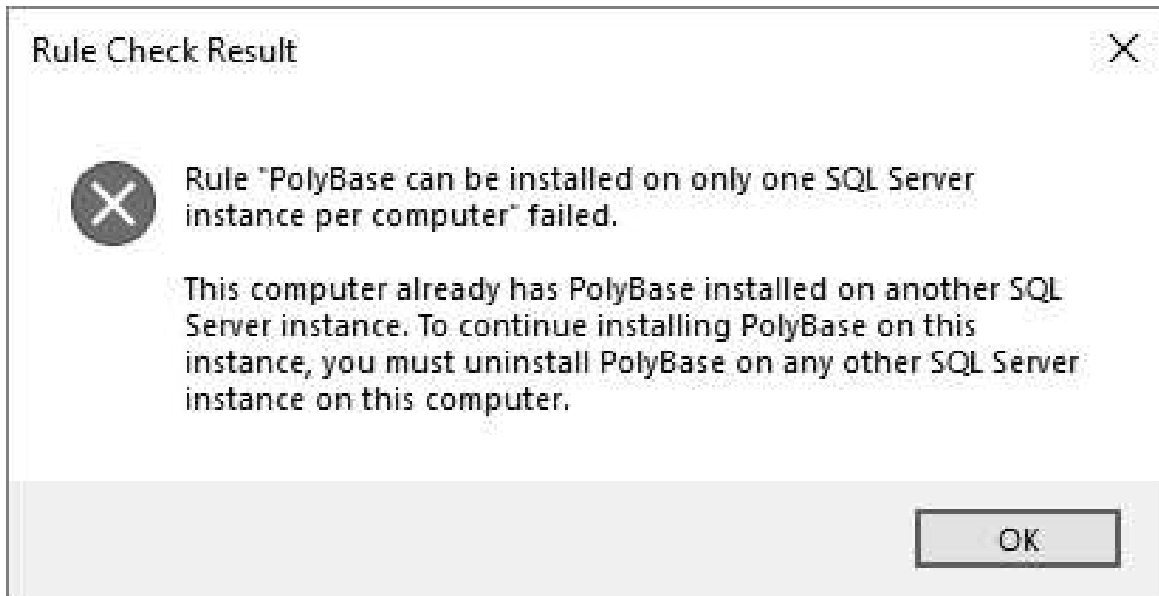 Rule Check Result
Rule "PolyBase can be installed on only one SQL Server
instance per computer" failed.
This computer already has PolyBase installed on another SQL
Server instance. To continue installing PolyBase on this
instance, you must uninstall PolyBase on any other SQL Server
instance on this computer.
OK